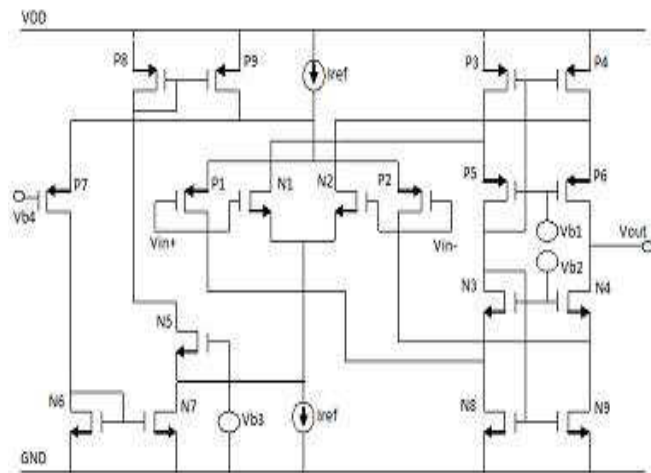 VDD
P8 P9 Iref P3 P4
P7 P1 N1 N2 P2 P5 P6
Vb4
Vin+ Vin- Vb1
Vout
Vb2
N5 N3 N4
N6 N7 Vb3 Iref N8 N9
GND